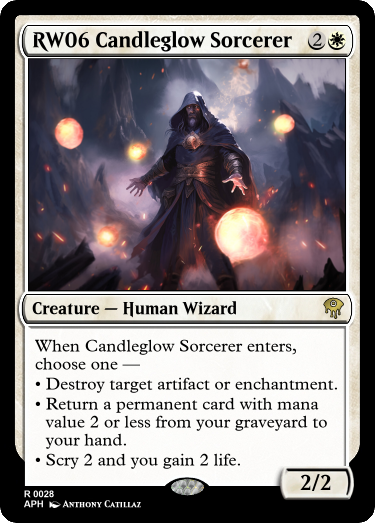 RW06 Candleglow Sorcerer 2
Creature — Human Wizard
When Candleglow Sorcerer enters,
choose one —
• Destroy target artifact or enchantment.
• Return a permanent card with mana
value 2 or less from your graveyard to
your hand.
• Scry 2 and you gain 2 life.
2/2
R 0028
APH Anthony Catillaz